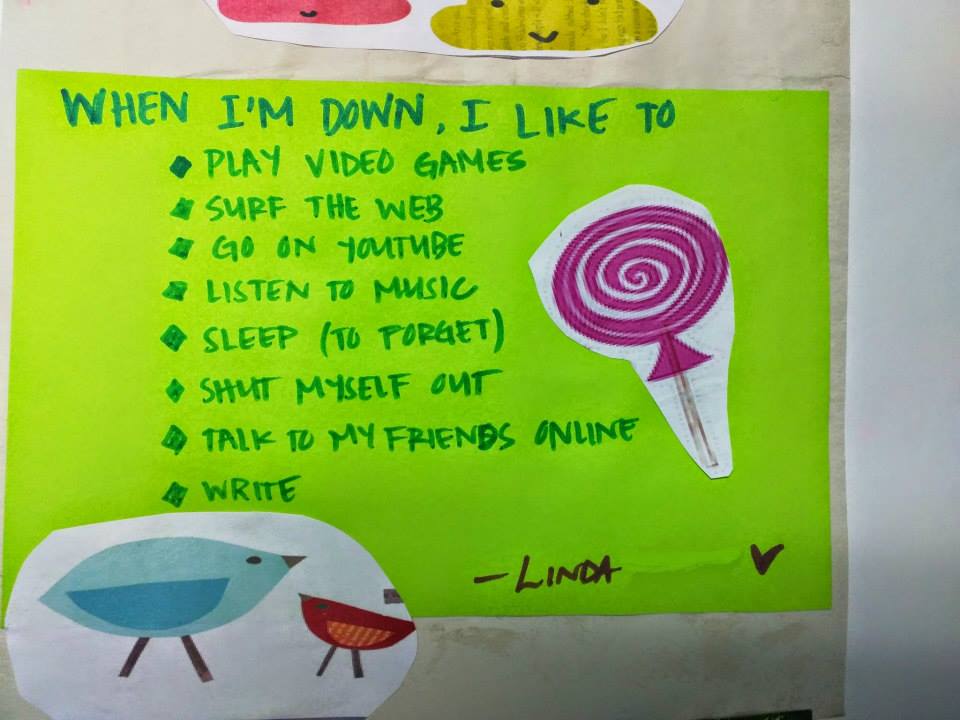 WHEN I'M DOWN, I LIKE TO
◆ PLAY VIDEO GAMES
◆ SURF THE WEB
◆ GO ON YOUTUBE
◆ LISTEN TO MUSIC
◆ SLEEP (TO FORGET)
◆ SHUT MYSELF OUT
◆ TALK TO MY FRIENDS ONLINE
◆ WRITE
— LINDA ♥